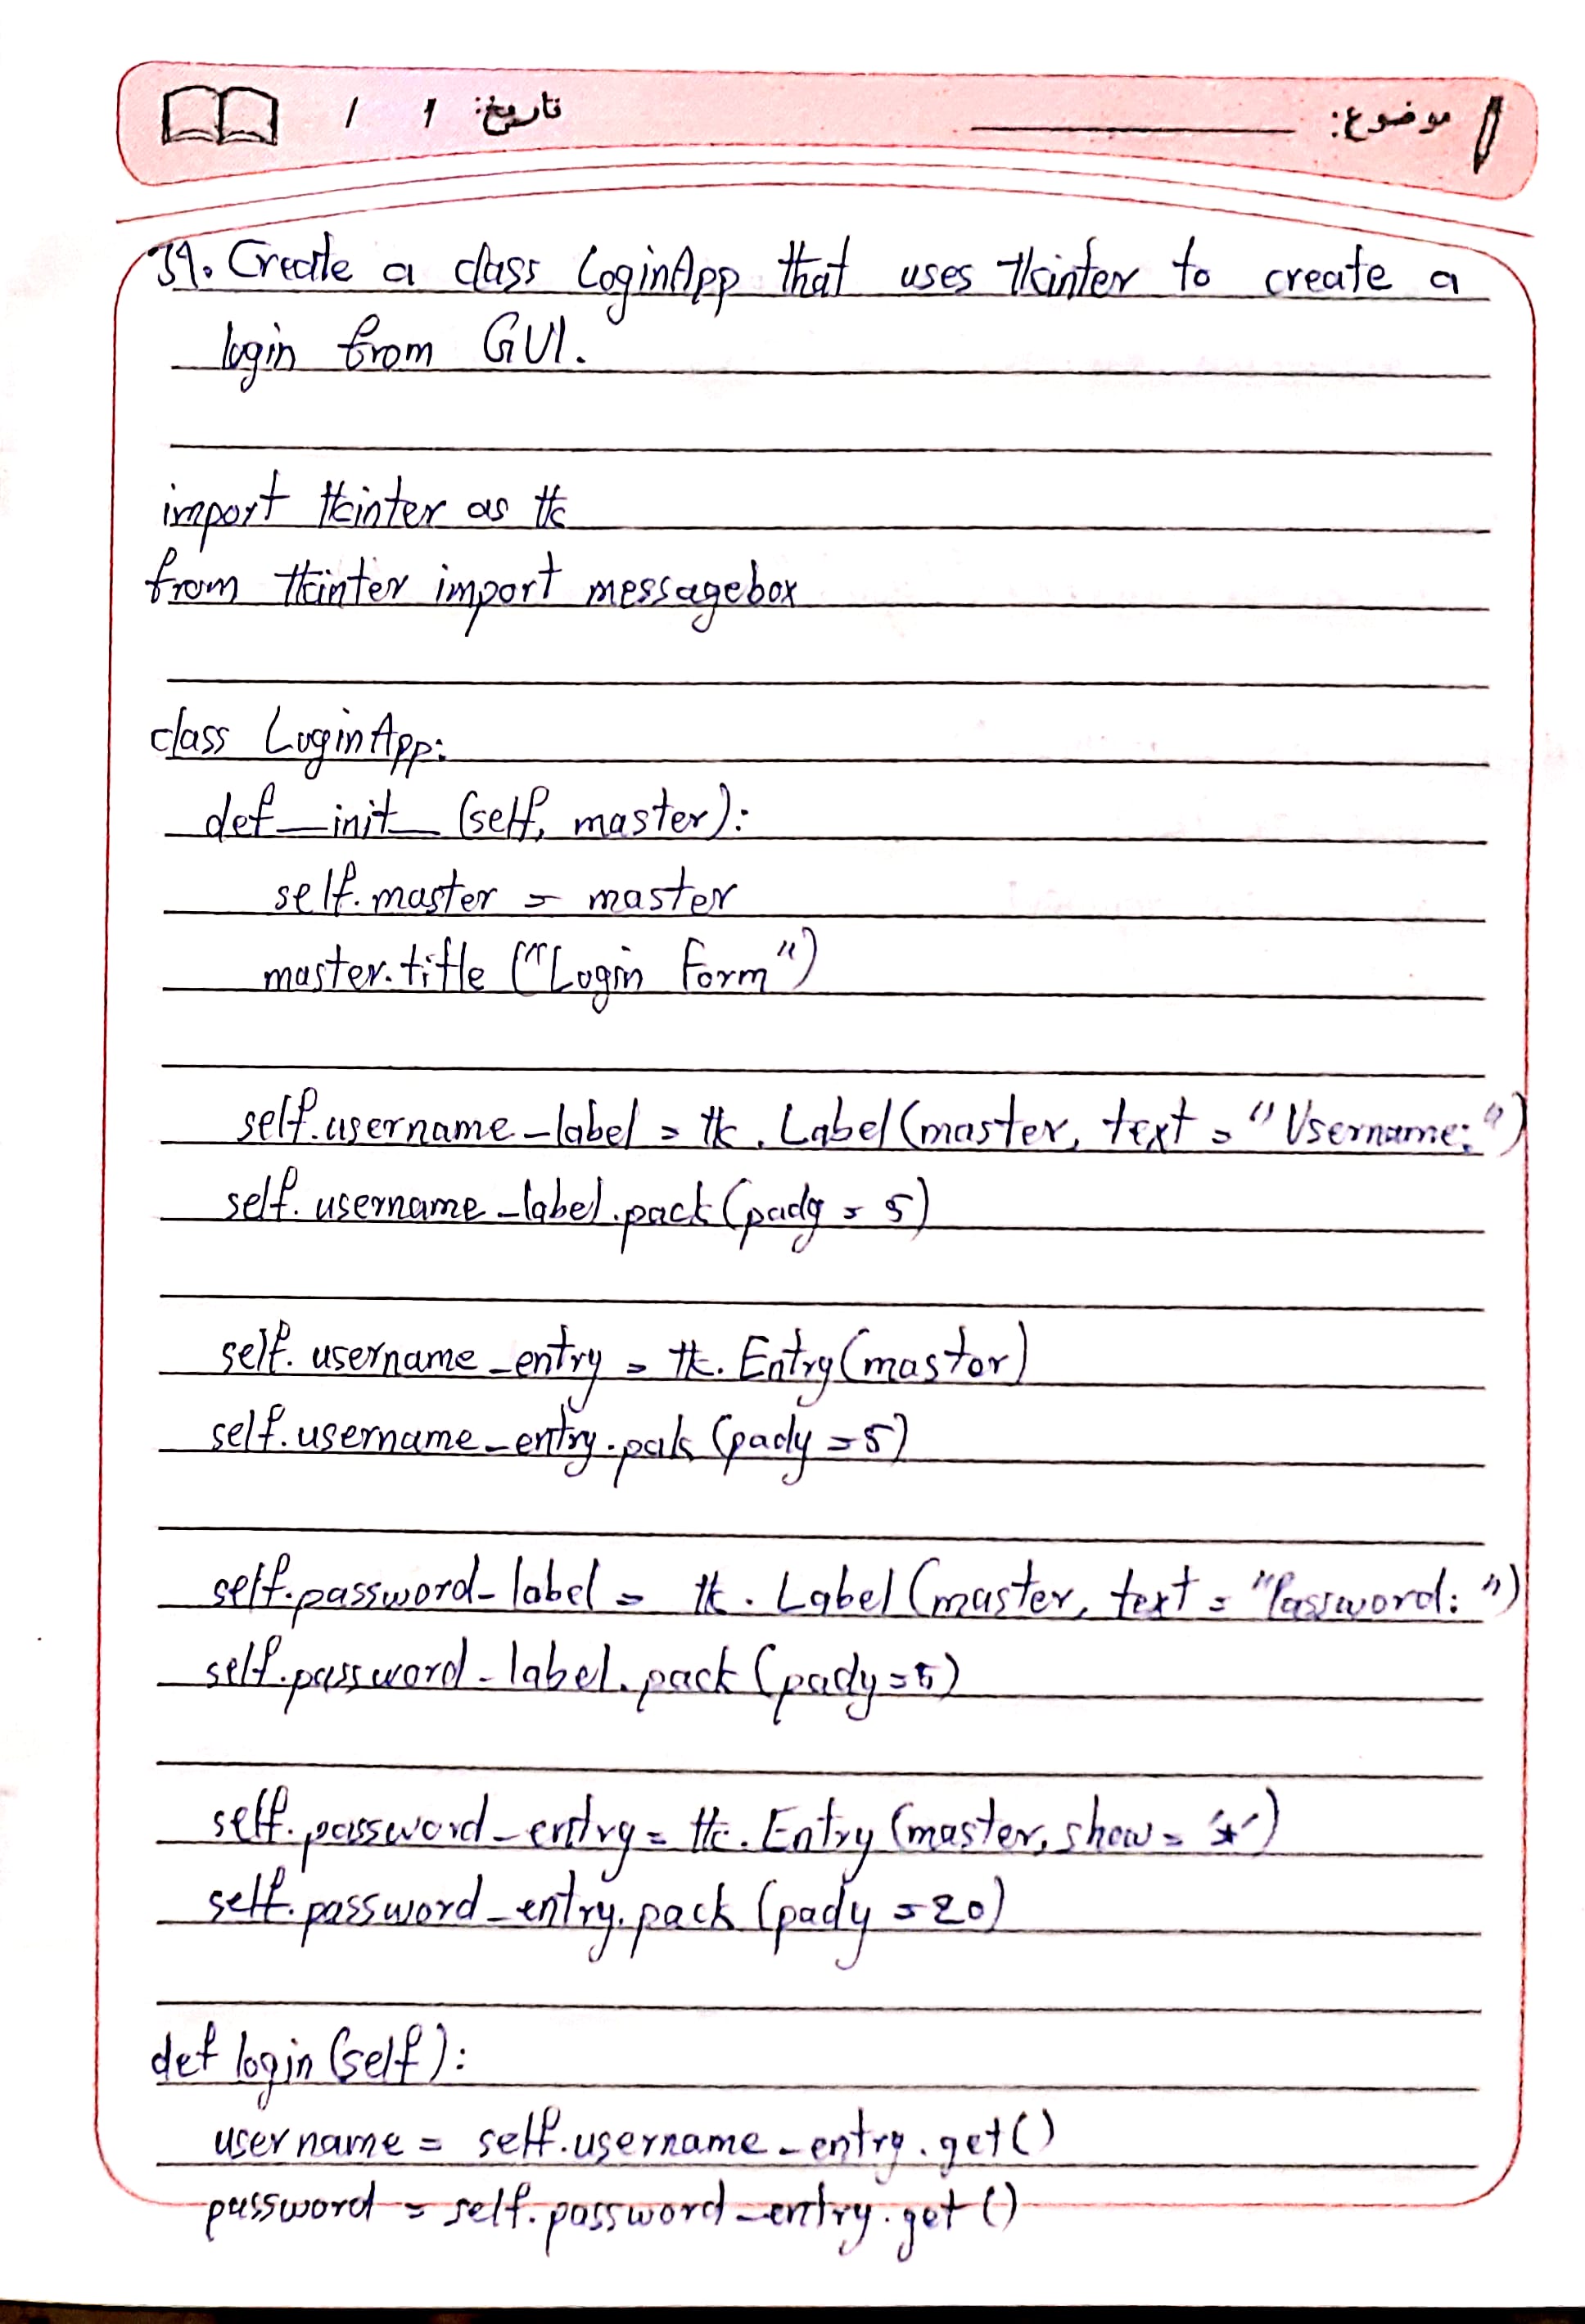 موضوع: تاریخ: / /
39. Create a class LoginApp that uses tkinter to create a
login from GUI.
import tkinter as tk
from tkinter import messagebox
class LoginApp:
def __init__ (self, master):
self.master = master
master.title ("Login Form")
self.username_label = tk.Label(master, text = "Username:")
self.username_label.pack(pady = 5)
self.username_entry = tk.Entry(master)
self.username_entry.pak (pady = 5)
self.password_label = tk.Label(master, text = "Password:")
self.password_label.pack (pady = 5)
self.password_entry = tk.Entry (master, show = '*')
self.password_entry.pack (pady = 20)
def login (self):
username = self.username_entry.get()
password = self.password_entry.get()